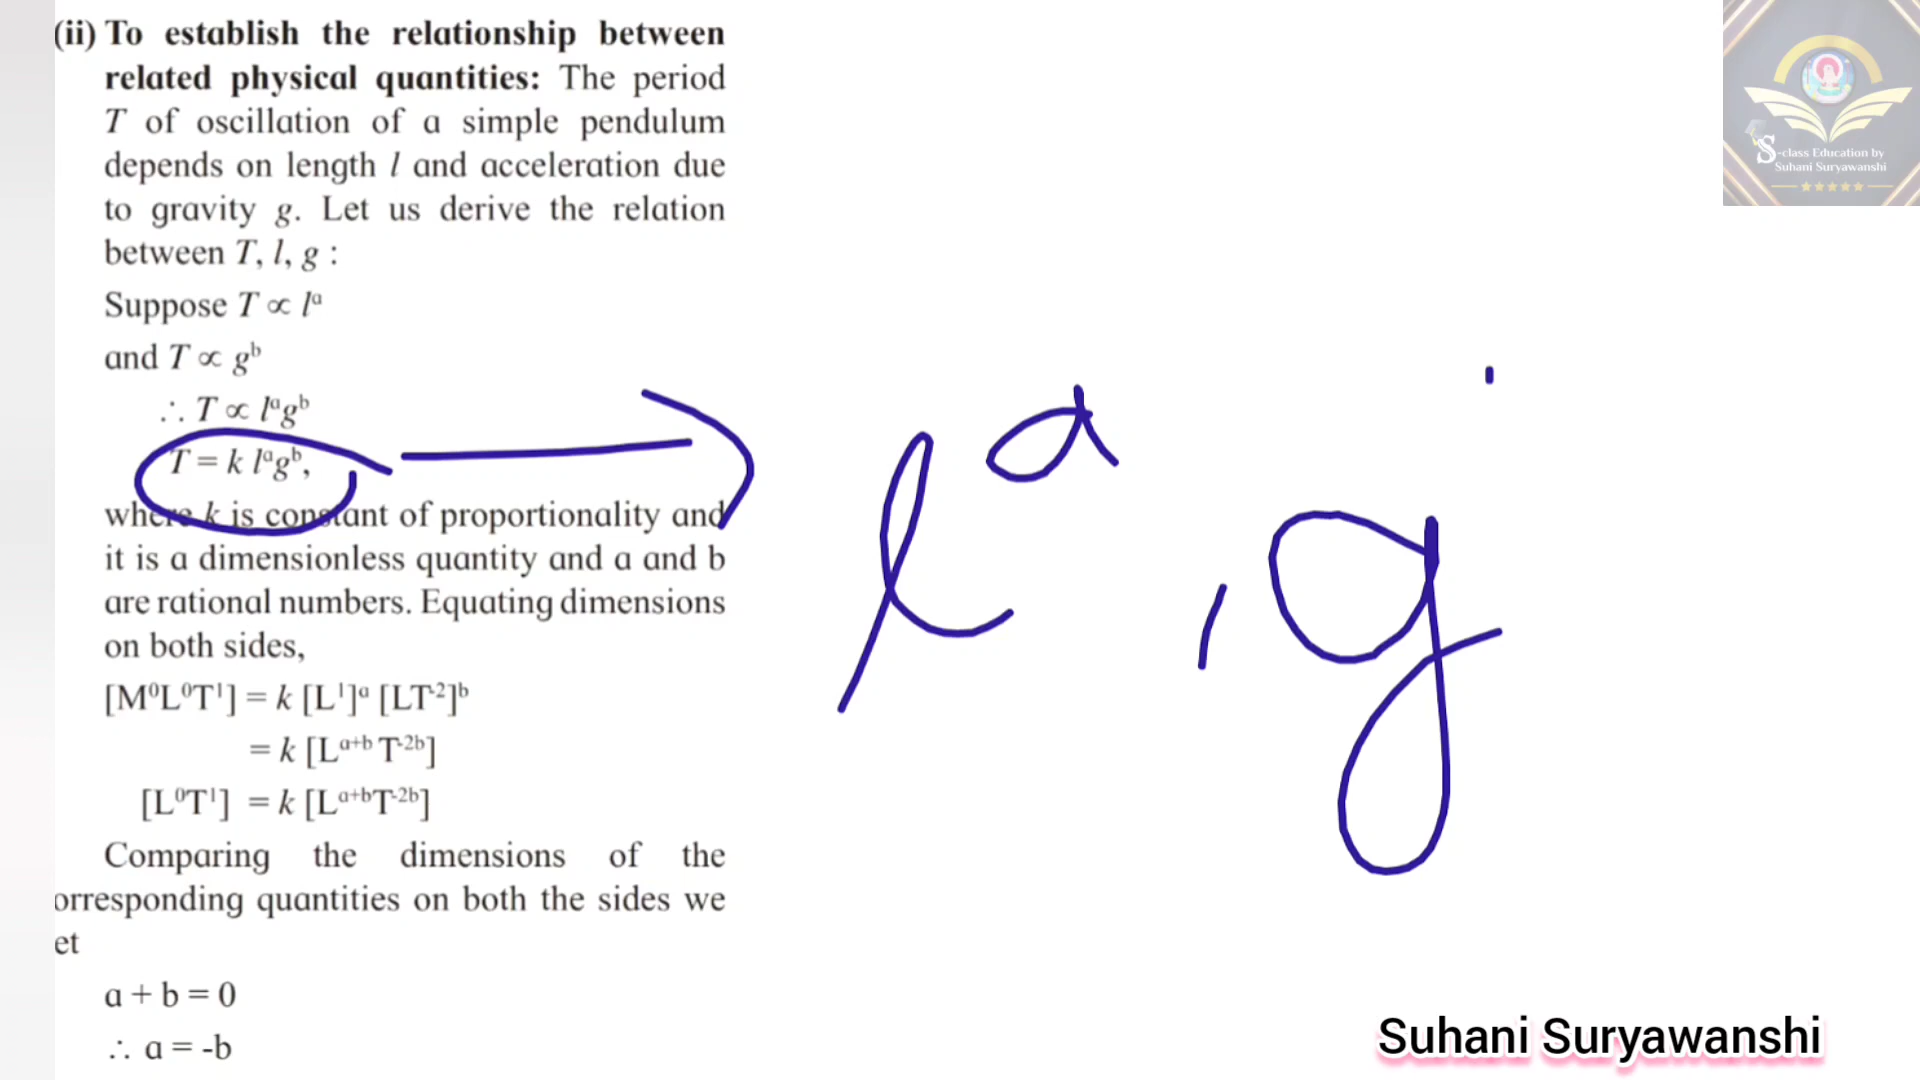 (ii) To establish the relationship between
related physical quantities: The period
T of oscillation of a simple pendulum
depends on length l and acceleration due
to gravity g. Let us derive the relation
between T, l, g :
Suppose T ∝ lᵃ
and T ∝ gᵇ
∴ T ∝ lᵃgᵇ
T = k lᵃgᵇ,
where k is constant of proportionality and
it is a dimensionless quantity and a and b
are rational numbers. Equating dimensions
on both sides,
[M⁰L⁰T¹] = k [L¹]ᵃ [LT⁻²]ᵇ
= k [Lᵃ⁺ᵇ T⁻²ᵇ]
[L⁰T¹] = k [Lᵃ⁺ᵇT⁻²ᵇ]
Comparing the dimensions of the
orresponding quantities on both the sides we
et
a + b = 0
∴ a = -b
lᵃ , g
S-class Education by
Suhani Suryawanshi
Suhani Suryawanshi